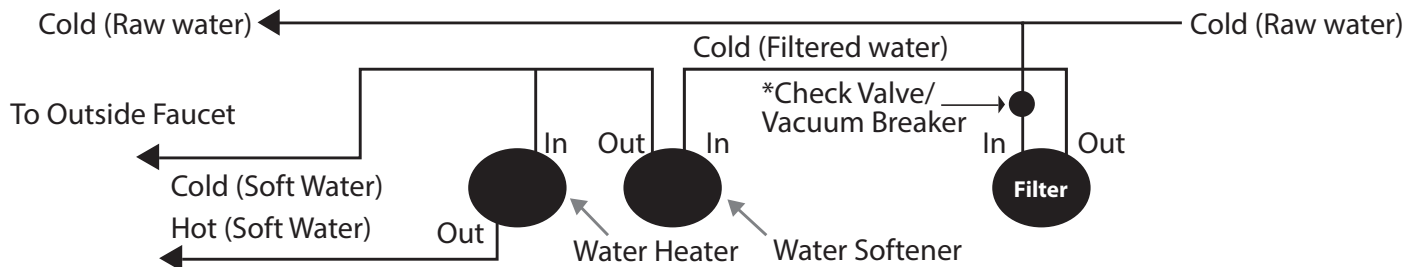 Cold (Raw water)
Cold (Raw water)
Cold (Filtered water)
To Outside Faucet
*Check Valve/
Vacuum Breaker
In
Out
In
In
Out
Filter
Cold (Soft Water)
Hot (Soft Water)
Out
Water Heater
Water Softener